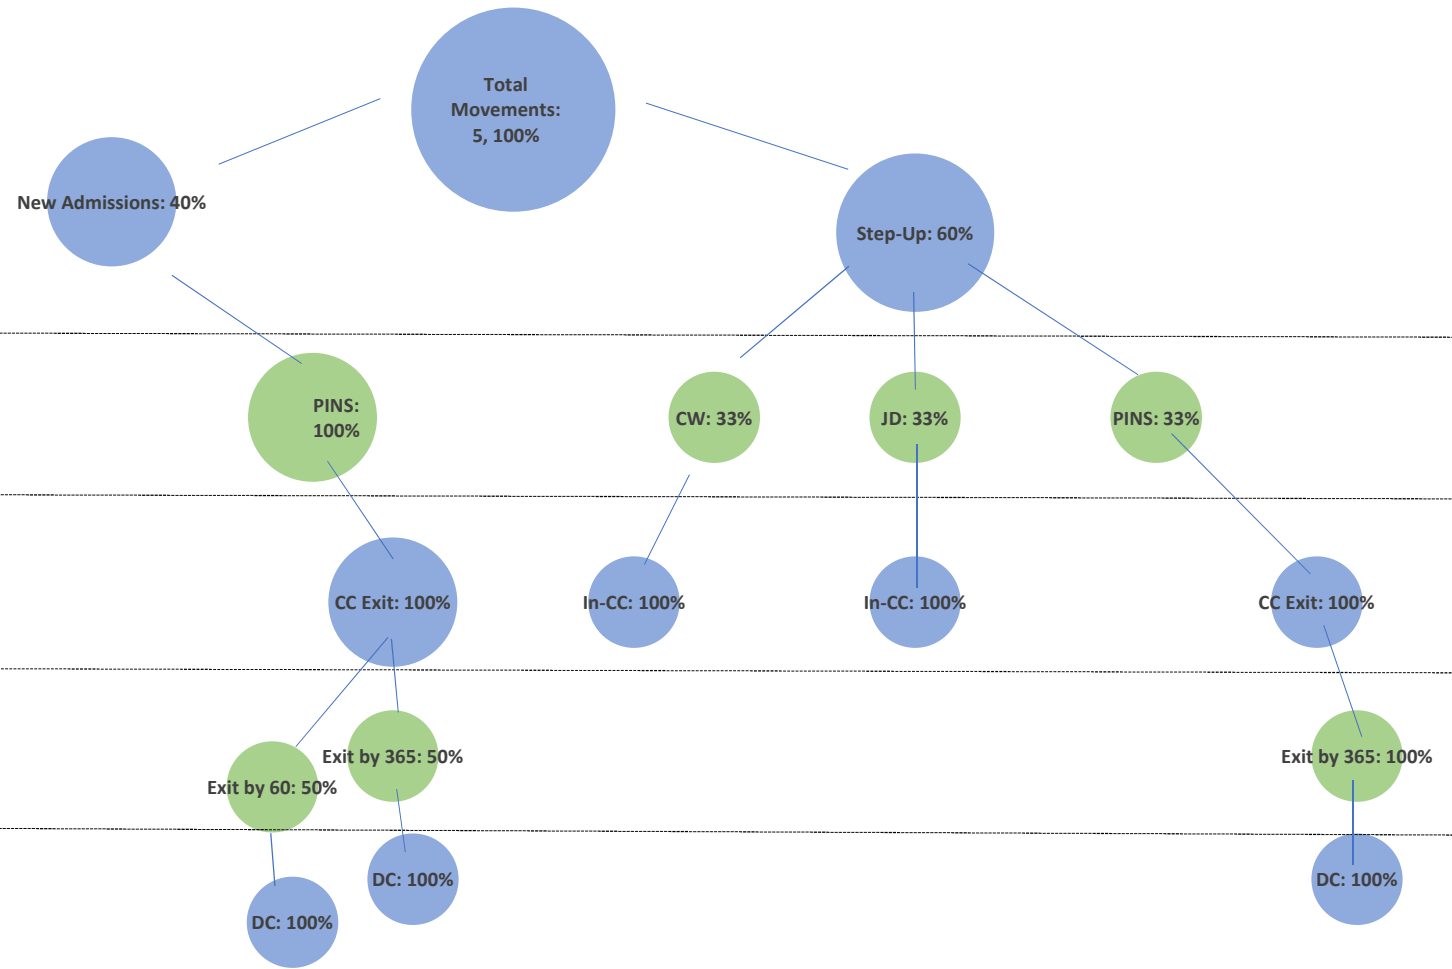 Total
Movements:
5, 100%
New Admissions: 40%
Step-Up: 60%
PINS:
100%
CW: 33%
JD: 33%
PINS: 33%
CC Exit: 100%
In-CC: 100%
In-CC: 100%
CC Exit: 100%
Exit by 365: 50%
Exit by 365: 100%
Exit by 60: 50%
DC: 100%
DC: 100%
DC: 100%